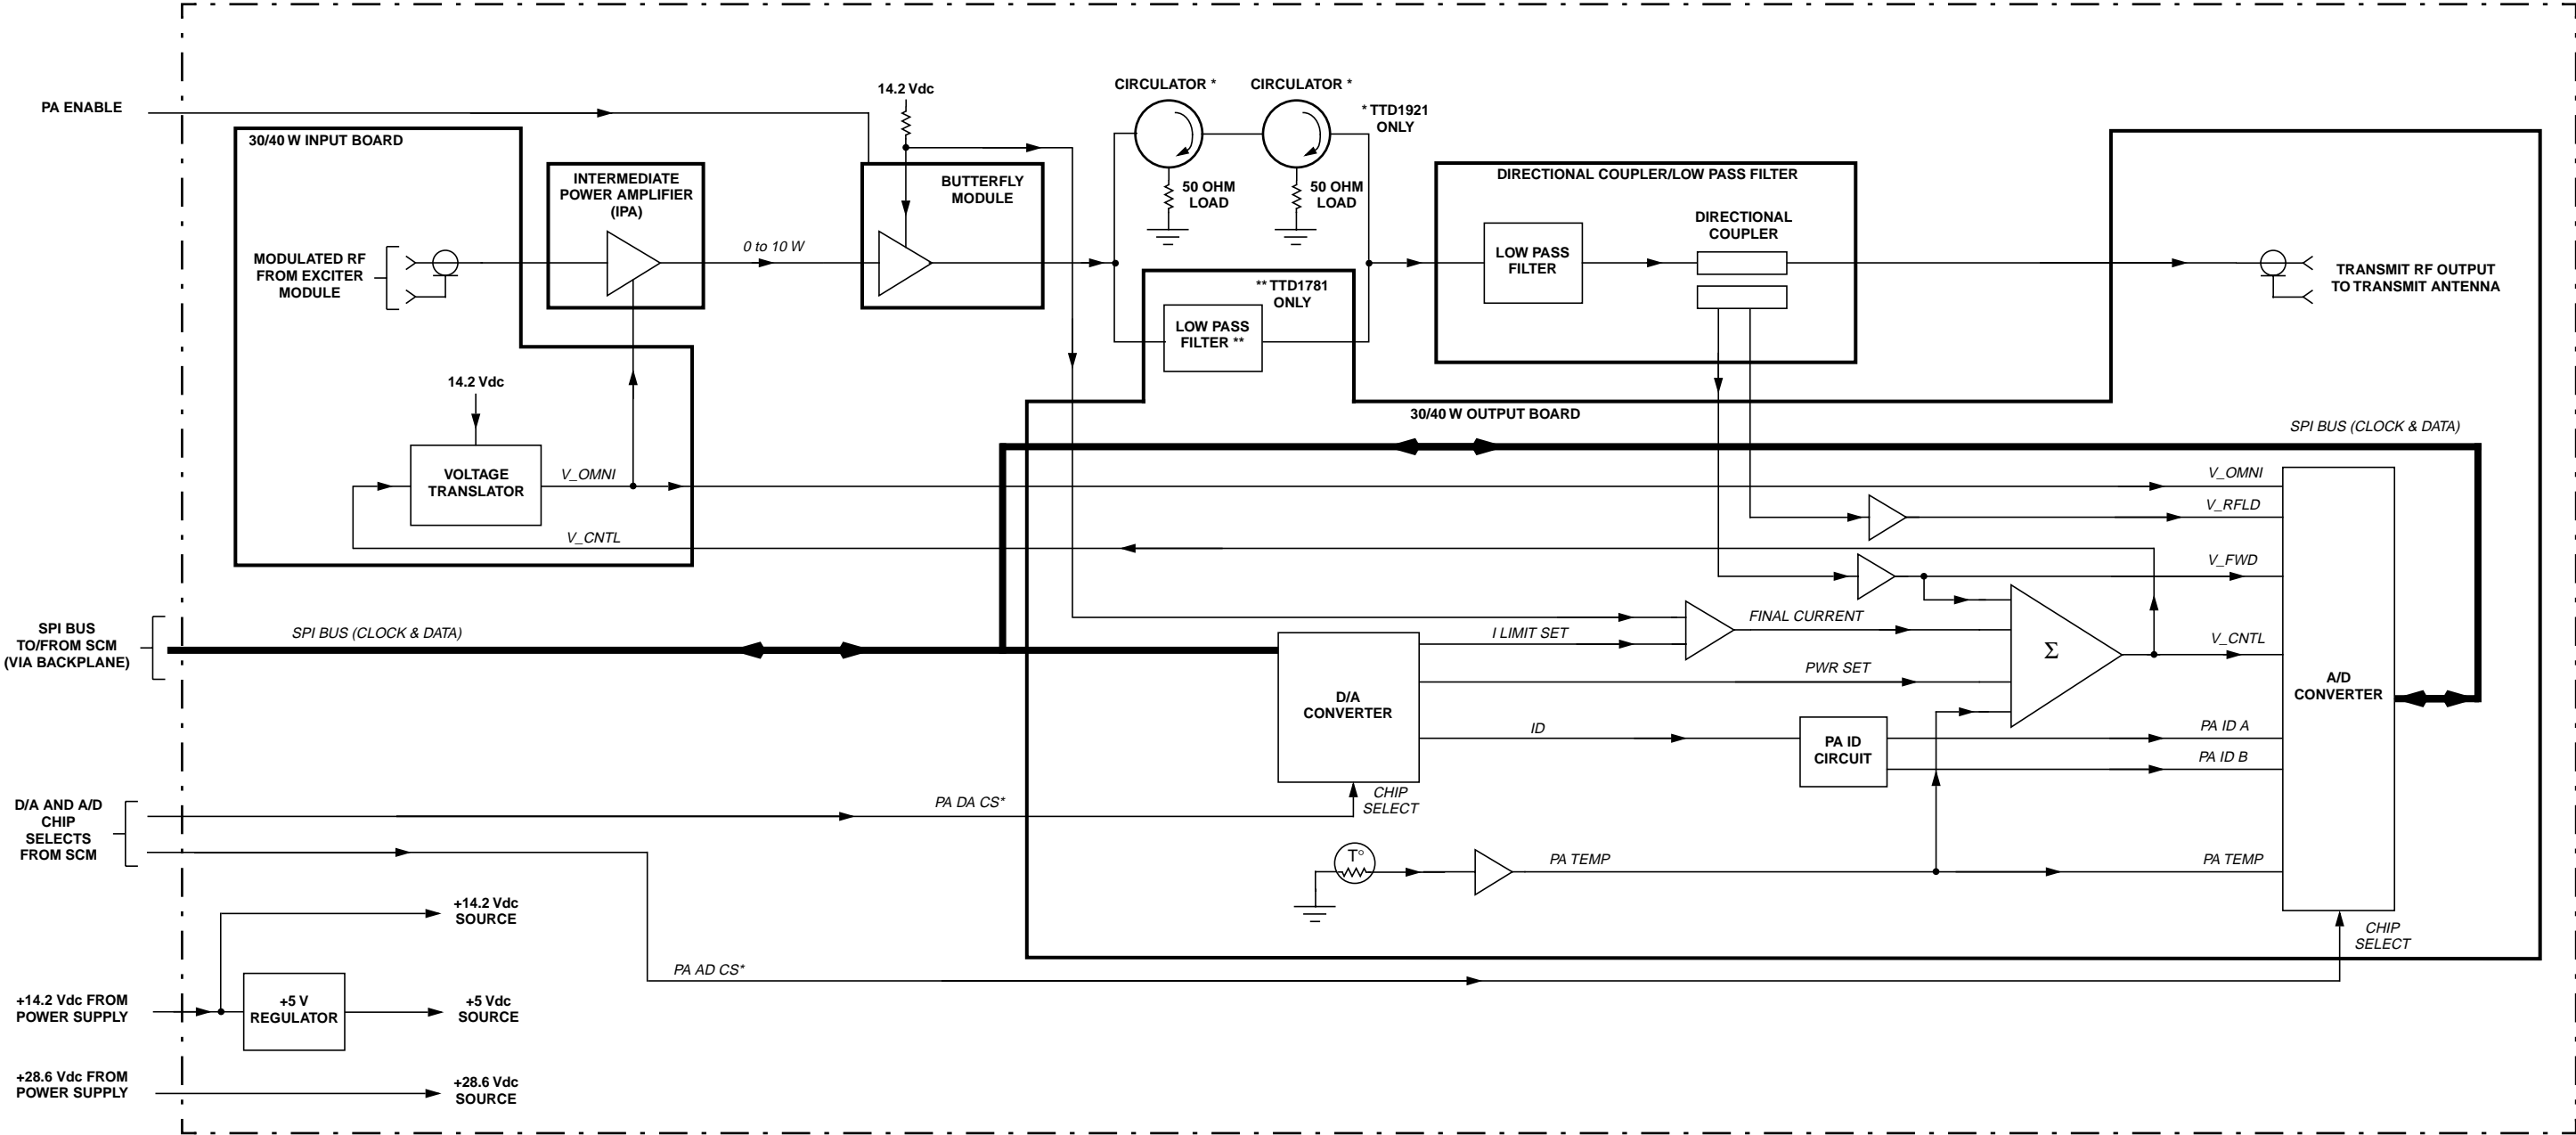 PA ENABLE
30/40 W INPUT BOARD
MODULATED RF
FROM EXCITER
MODULE
INTERMEDIATE
POWER AMPLIFIER
(IPA)
0 to 10 W
14.2 Vdc
BUTTERFLY
MODULE
CIRCULATOR *
CIRCULATOR *
* TTD1921
ONLY
50 OHM
LOAD
50 OHM
LOAD
** TTD1781
ONLY
LOW PASS
FILTER **
DIRECTIONAL COUPLER/LOW PASS FILTER
LOW PASS
FILTER
DIRECTIONAL
COUPLER
TRANSMIT RF OUTPUT
TO TRANSMIT ANTENNA
14.2 Vdc
VOLTAGE
TRANSLATOR
V_OMNI
V_CNTL
30/40 W OUTPUT BOARD
SPI BUS (CLOCK & DATA)
V_OMNI
V_RFLD
V_FWD
V_CNTL
SPI BUS
TO/FROM SCM
(VIA BACKPLANE)
SPI BUS (CLOCK & DATA)
I LIMIT SET
FINAL CURRENT
PWR SET
Σ
D/A
CONVERTER
A/D
CONVERTER
ID
PA ID
CIRCUIT
PA ID A
PA ID B
D/A AND A/D
CHIP
SELECTS
FROM SCM
PA DA CS*
CHIP
SELECT
T°
PA TEMP
PA TEMP
CHIP
SELECT
PA AD CS*
+14.2 Vdc
SOURCE
+14.2 Vdc FROM
POWER SUPPLY
+5 V
REGULATOR
+5 Vdc
SOURCE
+28.6 Vdc FROM
POWER SUPPLY
+28.6 Vdc
SOURCE